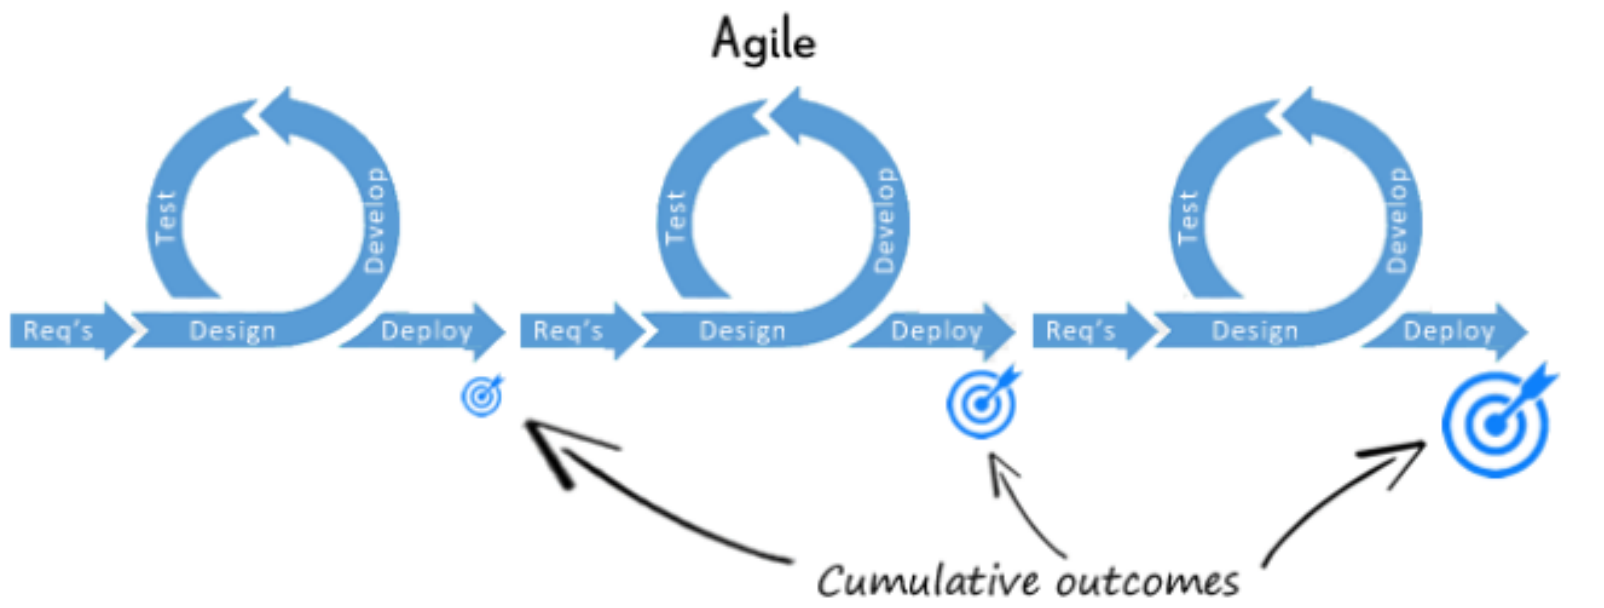 Agile
Test
Develop
Req's
Design
Deploy
Test
Develop
Req's
Design
Deploy
Test
Develop
Req's
Design
Deploy
Cumulative outcomes